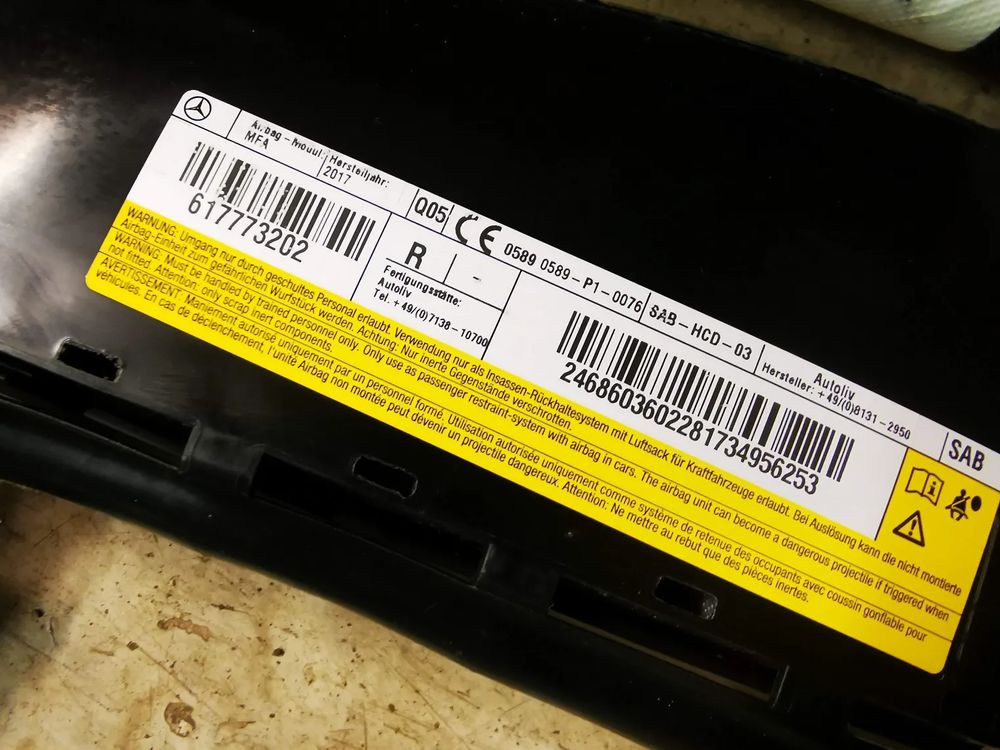 Airbag-Modul
MFA
Herstelljahr:
2017
Q05
CE 0589 0589-P1-0076
SAB-HCD-03
Autoliv
Hersteller: +49/(0)8131-2950
SAB
617773202
R
-
Fertigungsstätte:
Autoliv
Tel. +49/(0)7138-10700
2468603602281734956253
WARNUNG: Umgang nur durch geschultes Personal erlaubt. Verwendung nur als Insassen-Rückhaltesystem mit Luftsack für Kraftfahrzeuge erlaubt. Bei Auslösung kann die nicht montierte
Airbag-Einheit zum gefährlichen Wurfstück werden. Achtung: Nur inerte Gegenstände verschrotten.
WARNING: Must be handled by trained personnel only. Only use as passenger restraint-system with airbag in cars. The airbag unit can become a dangerous projectile if triggered when
not fitted. Attention: only scrap inert components.
AVERTISSEMENT: Maniement autorisé uniquement par un personnel formé. Utilisation autorisée uniquement comme système de retenue des occupants avec coussin gonflable pour
véhicules. En cas de déclenchement, l'unité Airbag non montée peut devenir un projectile dangereux. Attention: Ne mettre au rebut que des pièces inertes.